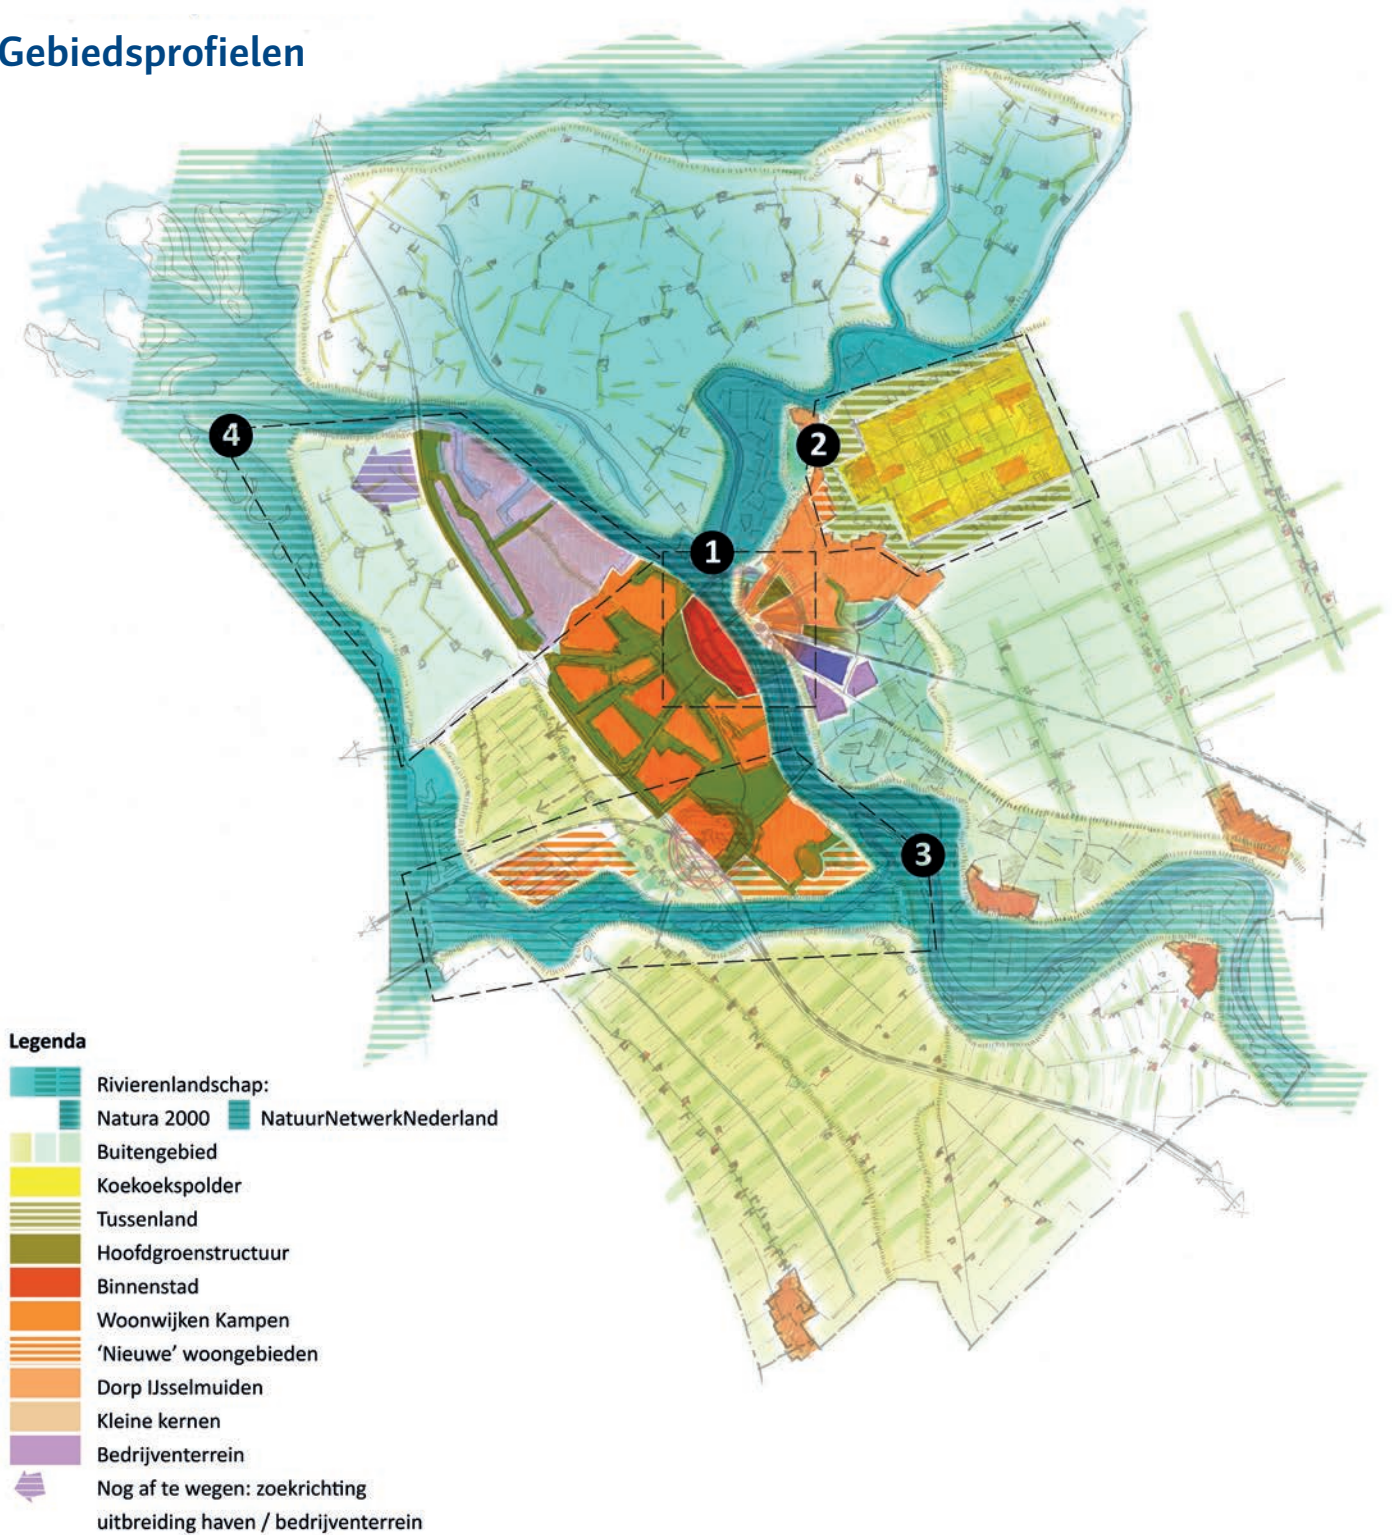 Gebiedsprofielen
4
2
1
3
Legenda
Rivierenlandschap:
Natura 2000 NatuurNetwerkNederland
Buitengebied
Koekoekspolder
Tussenland
Hoofdgroenstructuur
Binnenstad
Woonwijken Kampen
‘Nieuwe’ woongebieden
Dorp IJsselmuiden
Kleine kernen
Bedrijventerrein
Nog af te wegen: zoekrichting
uitbreiding haven / bedrijventerrein